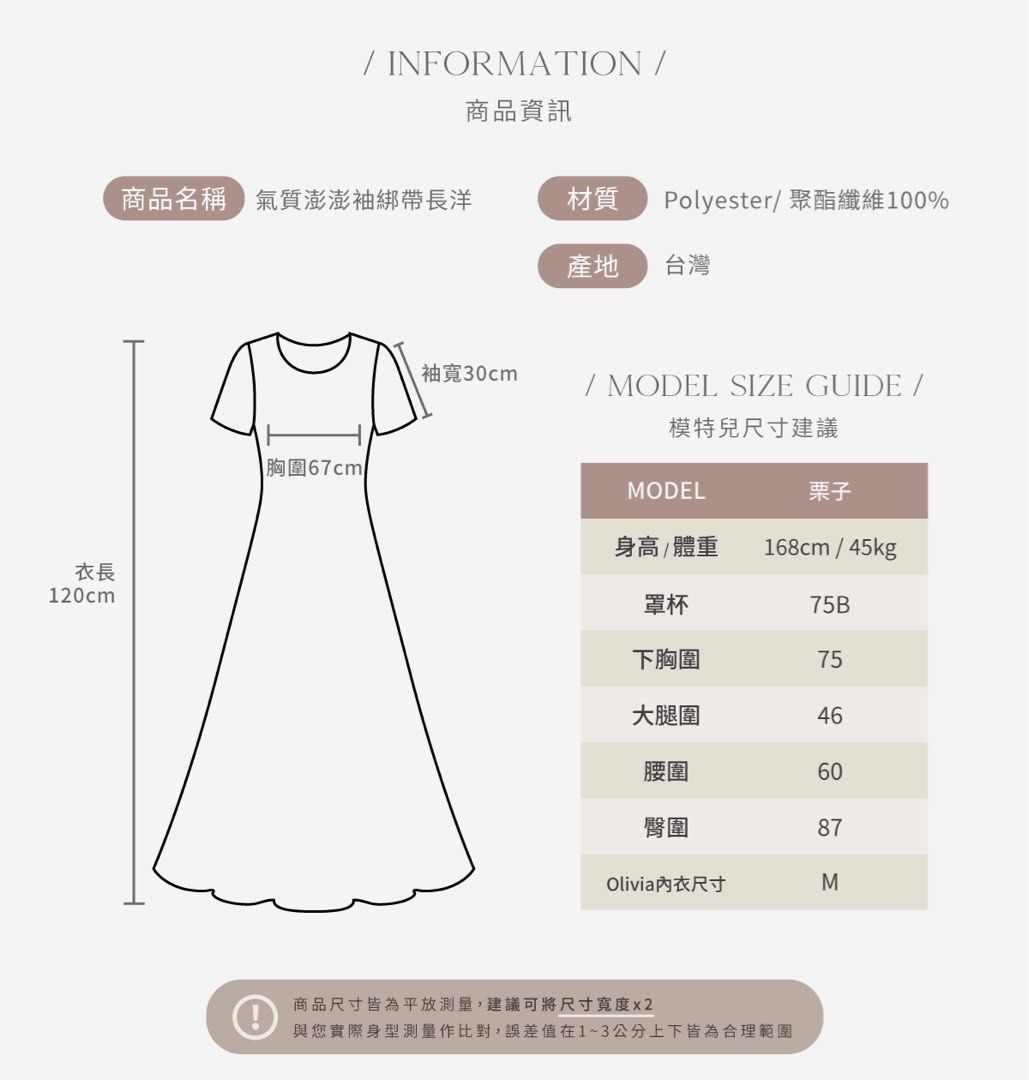 / INFORMATION /
商品資訊
商品名稱 氣質澎澎袖綁帶長洋
材質 Polyester/ 聚酯纖維100%
產地 台灣
袖寬30cm
胸圍67cm
衣長
120cm
/ MODEL SIZE GUIDE /
模特兒尺寸建議
MODEL 栗子
身高/體重 168cm / 45kg
罩杯 75B
下胸圍 75
大腿圍 46
腰圍 60
臀圍 87
Olivia內衣尺寸 M
商品尺寸皆為平放測量,建議可將尺寸寬度x2
與您實際身型測量作比對,誤差值在1~3公分上下皆為合理範圍